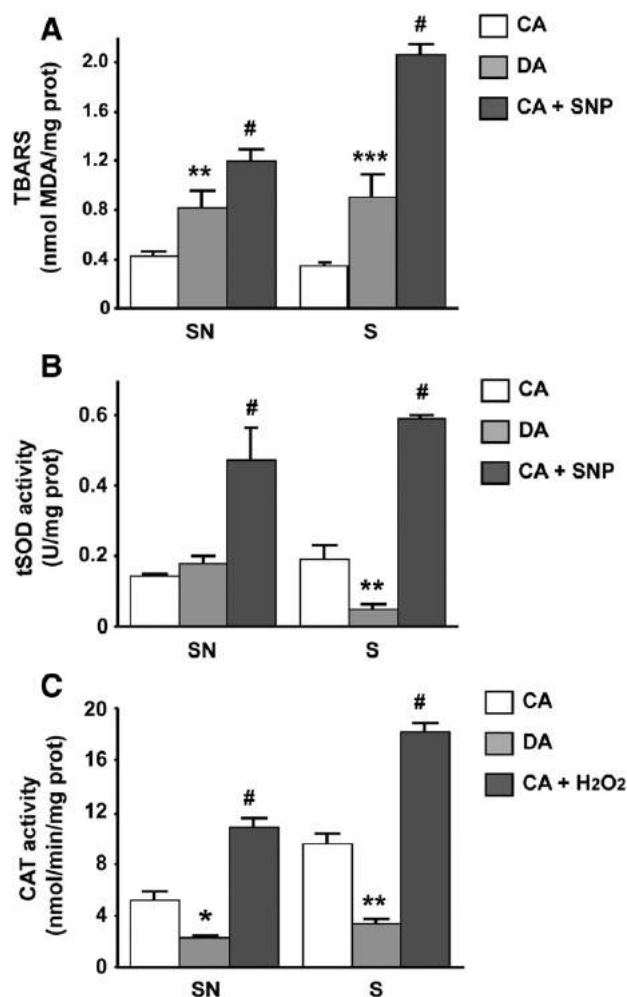 A
TBARS
(nmol MDA/mg prot)
2.0
1.6
1.2
0.8
0.4
0
**
#
***
#
SN
S
CA
DA
CA + SNP
B
tSOD activity
(U/mg prot)
0.6
0.4
0.2
0
#
**
#
SN
S
CA
DA
CA + SNP
C
CAT activity
(nmol/min/mg prot)
20
16
12
8
4
0
*
#
**
#
SN
S
CA
DA
CA + H2O2